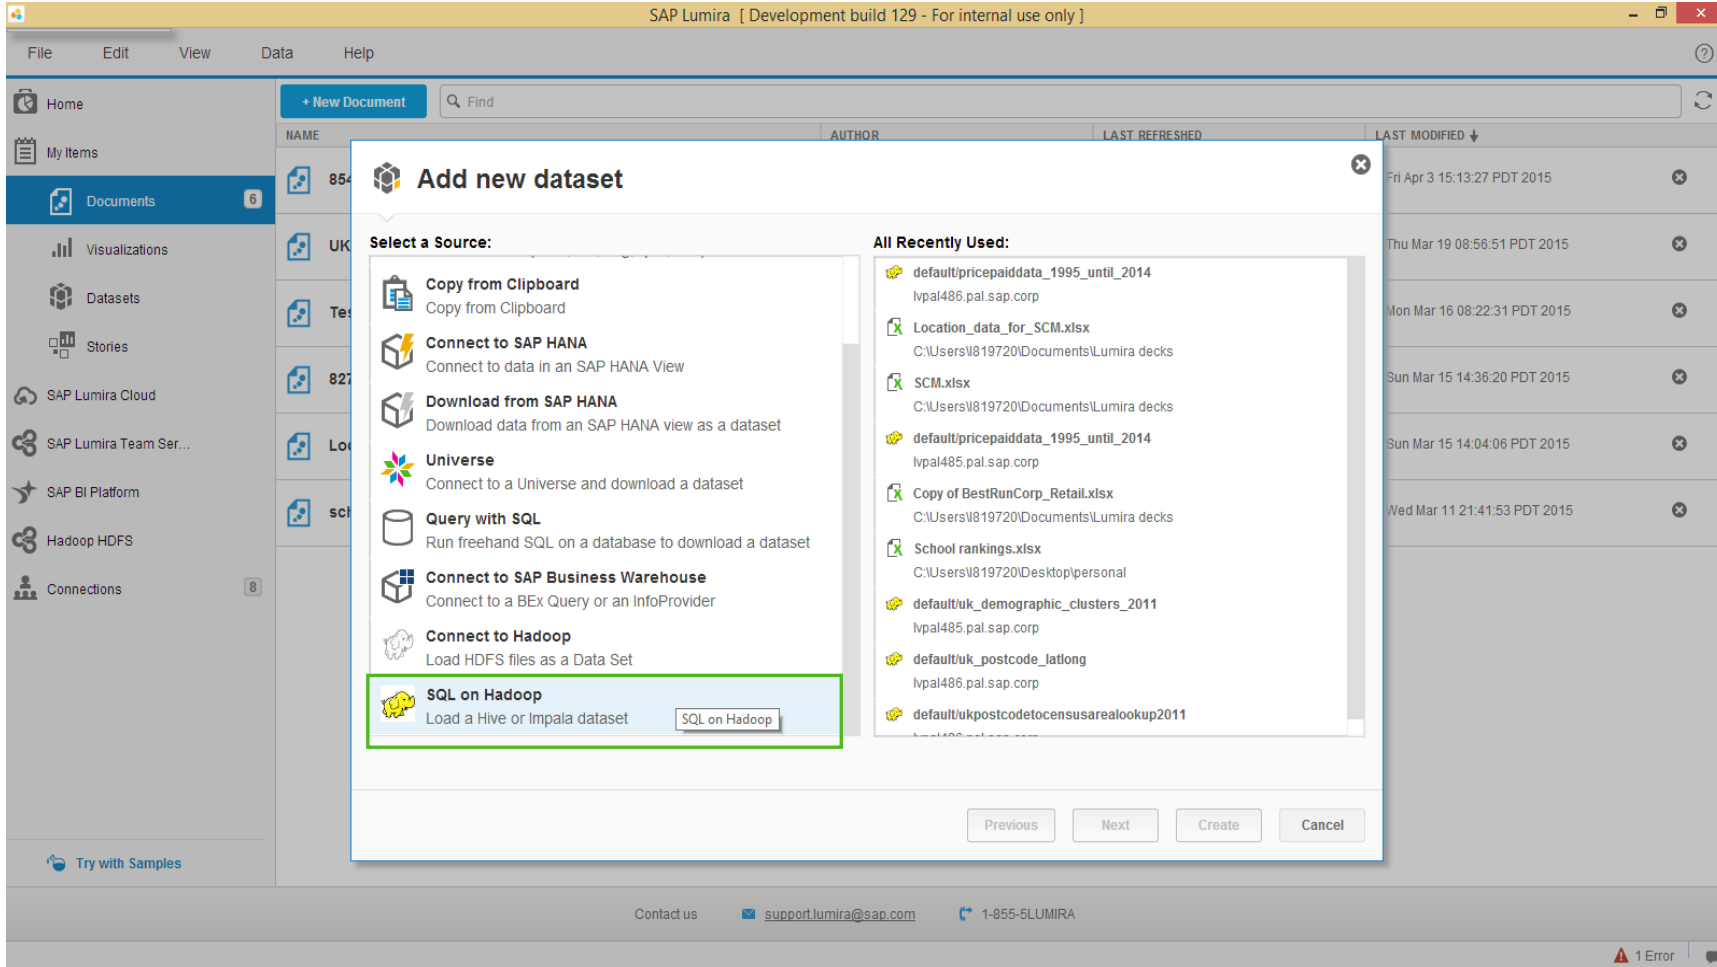 SAP Lumira [ Development build 129 - For internal use only ]
File Edit View Data Help
Home
My Items
Documents 6
Visualizations
Datasets
Stories
SAP Lumira Cloud
SAP Lumira Team Ser...
SAP BI Platform
Hadoop HDFS
Connections 8
Try with Samples
+ New Document
Find
NAME AUTHOR LAST REFRESHED LAST MODIFIED
854
Fri Apr 3 15:13:27 PDT 2015
UK
Thu Mar 19 08:56:51 PDT 2015
Tes
Mon Mar 16 08:22:31 PDT 2015
827
Sun Mar 15 14:36:20 PDT 2015
Loc
Sun Mar 15 14:04:06 PDT 2015
sch
Wed Mar 11 21:41:53 PDT 2015
Add new dataset
Select a Source:
Copy from Clipboard
Copy from Clipboard
Connect to SAP HANA
Connect to data in an SAP HANA View
Download from SAP HANA
Download data from an SAP HANA view as a dataset
Universe
Connect to a Universe and download a dataset
Query with SQL
Run freehand SQL on a database to download a dataset
Connect to SAP Business Warehouse
Connect to a BEx Query or an InfoProvider
Connect to Hadoop
Load HDFS files as a Data Set
SQL on Hadoop
Load a Hive or Impala dataset
SQL on Hadoop
All Recently Used:
default/pricepaiddata_1995_until_2014
lvpal486.pal.sap.corp
Location_data_for_SCM.xlsx
C:\Users\I819720\Documents\Lumira decks
SCM.xlsx
C:\Users\I819720\Documents\Lumira decks
default/pricepaiddata_1995_until_2014
lvpal485.pal.sap.corp
Copy of BestRunCorp_Retail.xlsx
C:\Users\I819720\Documents\Lumira decks
School rankings.xlsx
C:\Users\I819720\Desktop\personal
default/uk_demographic_clusters_2011
lvpal485.pal.sap.corp
default/uk_postcode_latlong
lvpal486.pal.sap.corp
default/ukpostcodetocensusarealookup2011
Previous Next Create Cancel
Contact us support.lumira@sap.com 1-855-5LUMIRA
1 Error